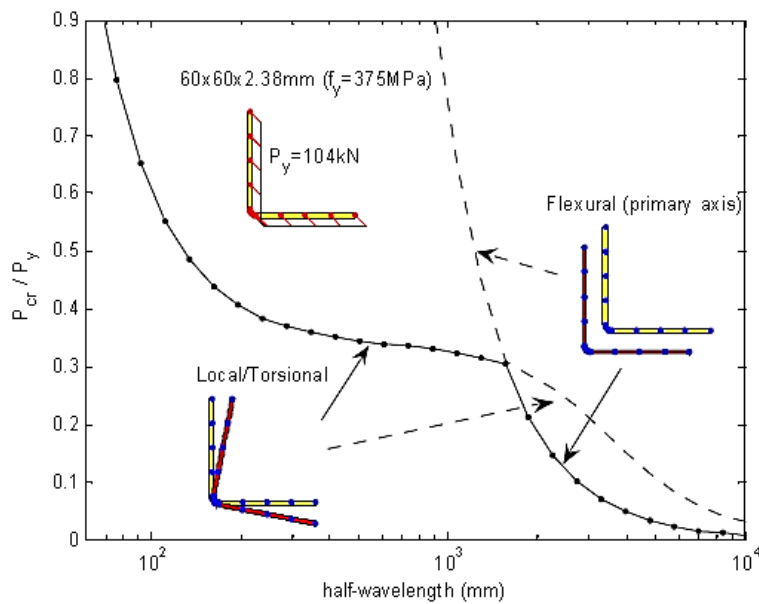 0.9
0.8
0.7
0.6
0.5
0.4
0.3
0.2
0.1
0
P_cr / P_y
60x60x2.38mm (f_y=375MPa)
P_y=104kN
Flexural (primary axis)
Local/Torsional
10^2
10^3
10^4
half-wavelength (mm)